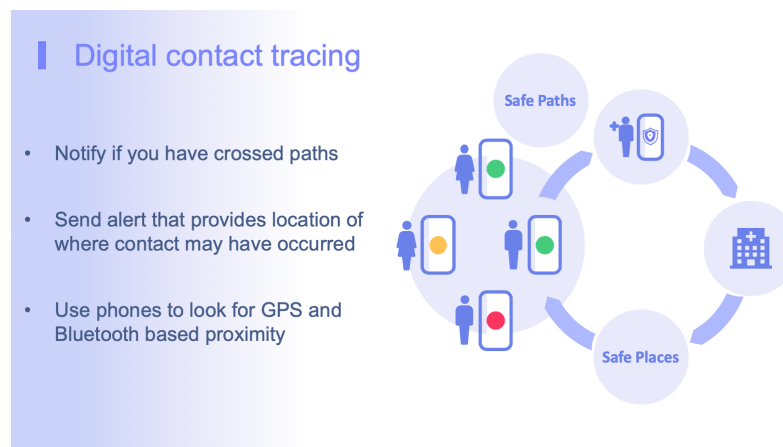 Digital contact tracing
• Notify if you have crossed paths
• Send alert that provides location of
where contact may have occurred
• Use phones to look for GPS and
Bluetooth based proximity
Safe Paths
Safe Places